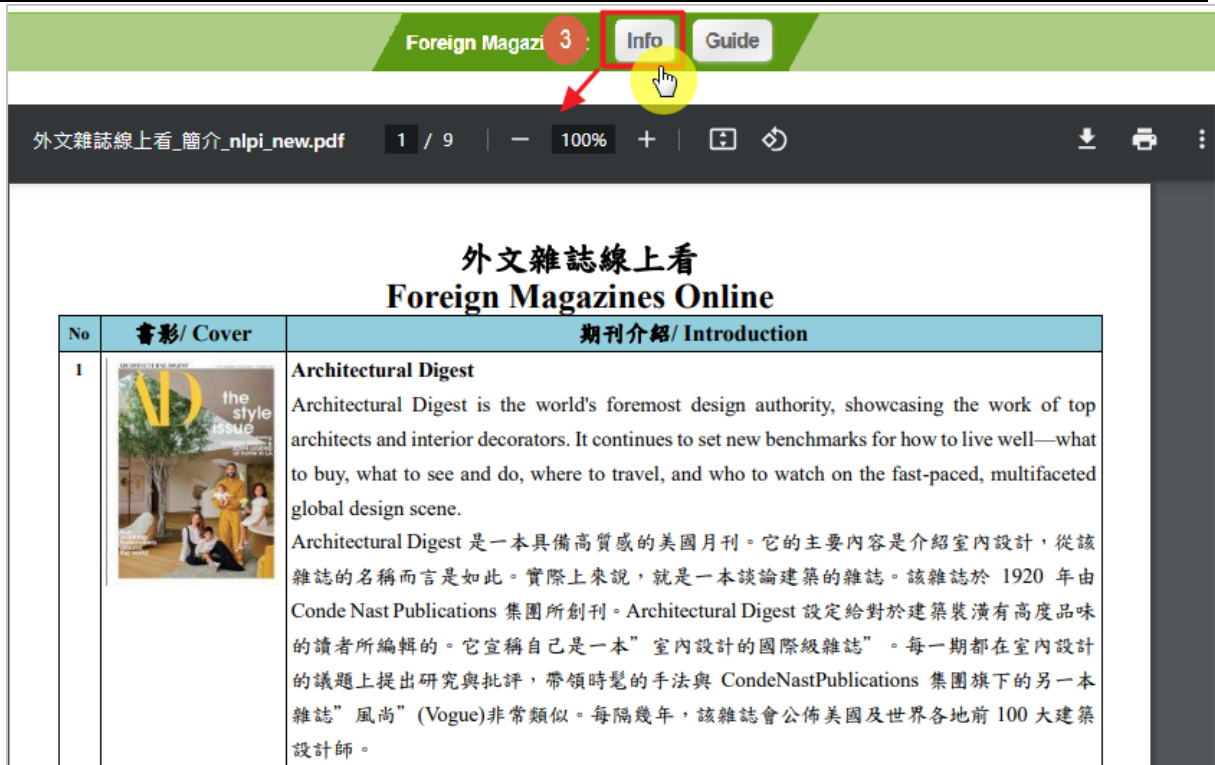 Foreign Magazi 3 : Info Guide
外文雜誌線上看_簡介_nlpi_new.pdf 1 / 9 — 100% +
外文雜誌線上看
Foreign Magazines Online
No 書影/ Cover 期刊介紹/ Introduction
1 ARCHITECTURAL DIGEST
AD
the
style
issue
Architectural Digest
Architectural Digest is the world's foremost design authority, showcasing the work of top
architects and interior decorators. It continues to set new benchmarks for how to live well—what
to buy, what to see and do, where to travel, and who to watch on the fast-paced, multifaceted
global design scene.
Architectural Digest 是一本具備高質感的美國月刊。它的主要內容是介紹室內設計，從該
雜誌的名稱而言是如此。實際上來說，就是一本談論建築的雜誌。該雜誌於 1920 年由
Conde Nast Publications 集團所創刊。Architectural Digest 設定給對於建築裝潢有高度品味
的讀者所編輯的。它宣稱自己是一本”室內設計的國際級雜誌”。每一期都在室內設計
的議題上提出研究與批評，帶領時髦的手法與 CondeNastPublications 集團旗下的另一本
雜誌”風尚”(Vogue)非常類似。每隔幾年，該雜誌會公佈美國及世界各地前 100 大建築
設計師。